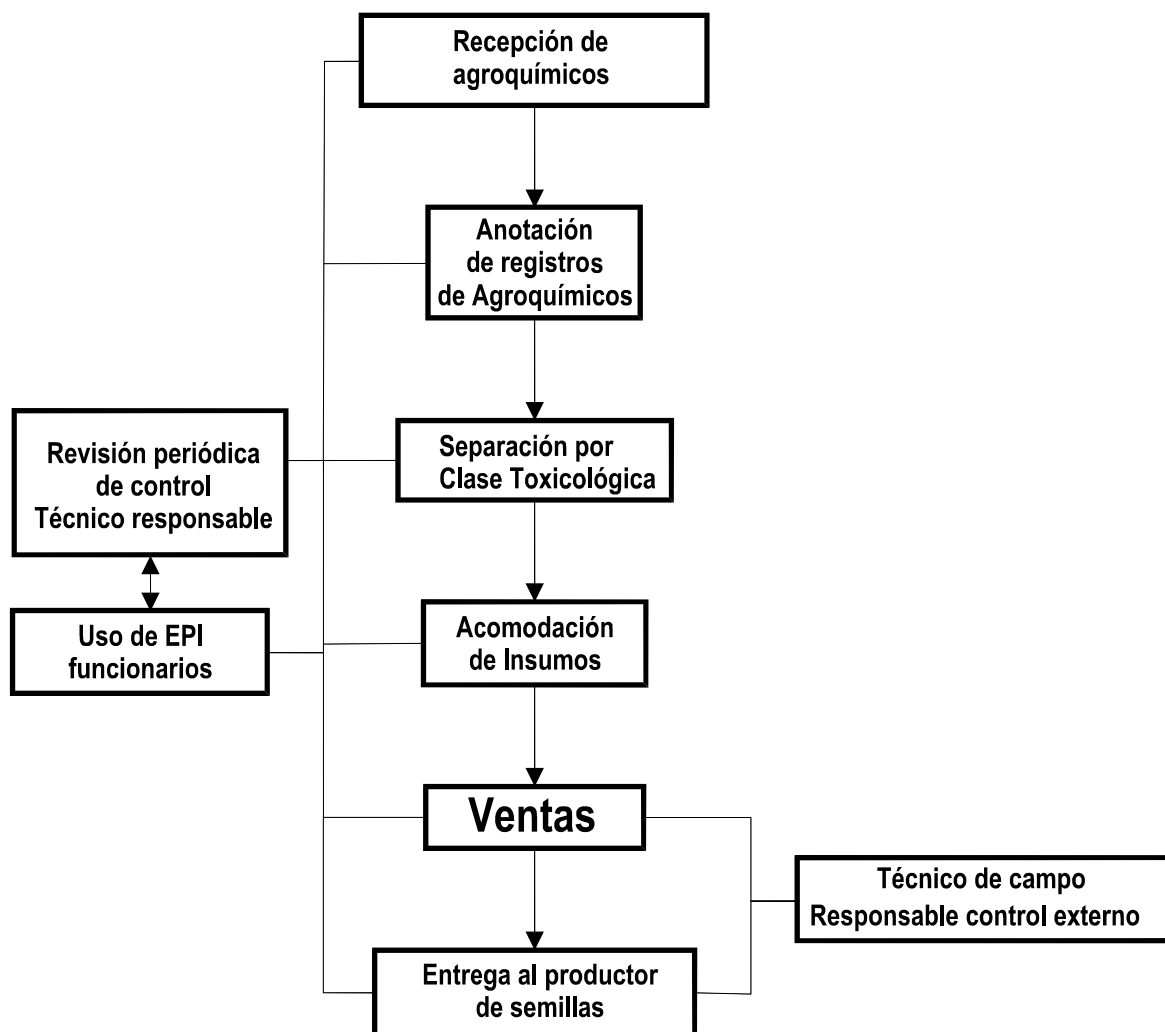 Recepción de
agroquímicos
Anotación
de registros
de Agroquímicos
Revisión periódica
de control
Técnico responsable
Separación por
Clase Toxicológica
Uso de EPI
funcionarios
Acomodación
de Insumos
Ventas
Técnico de campo
Responsable control externo
Entrega al productor
de semillas